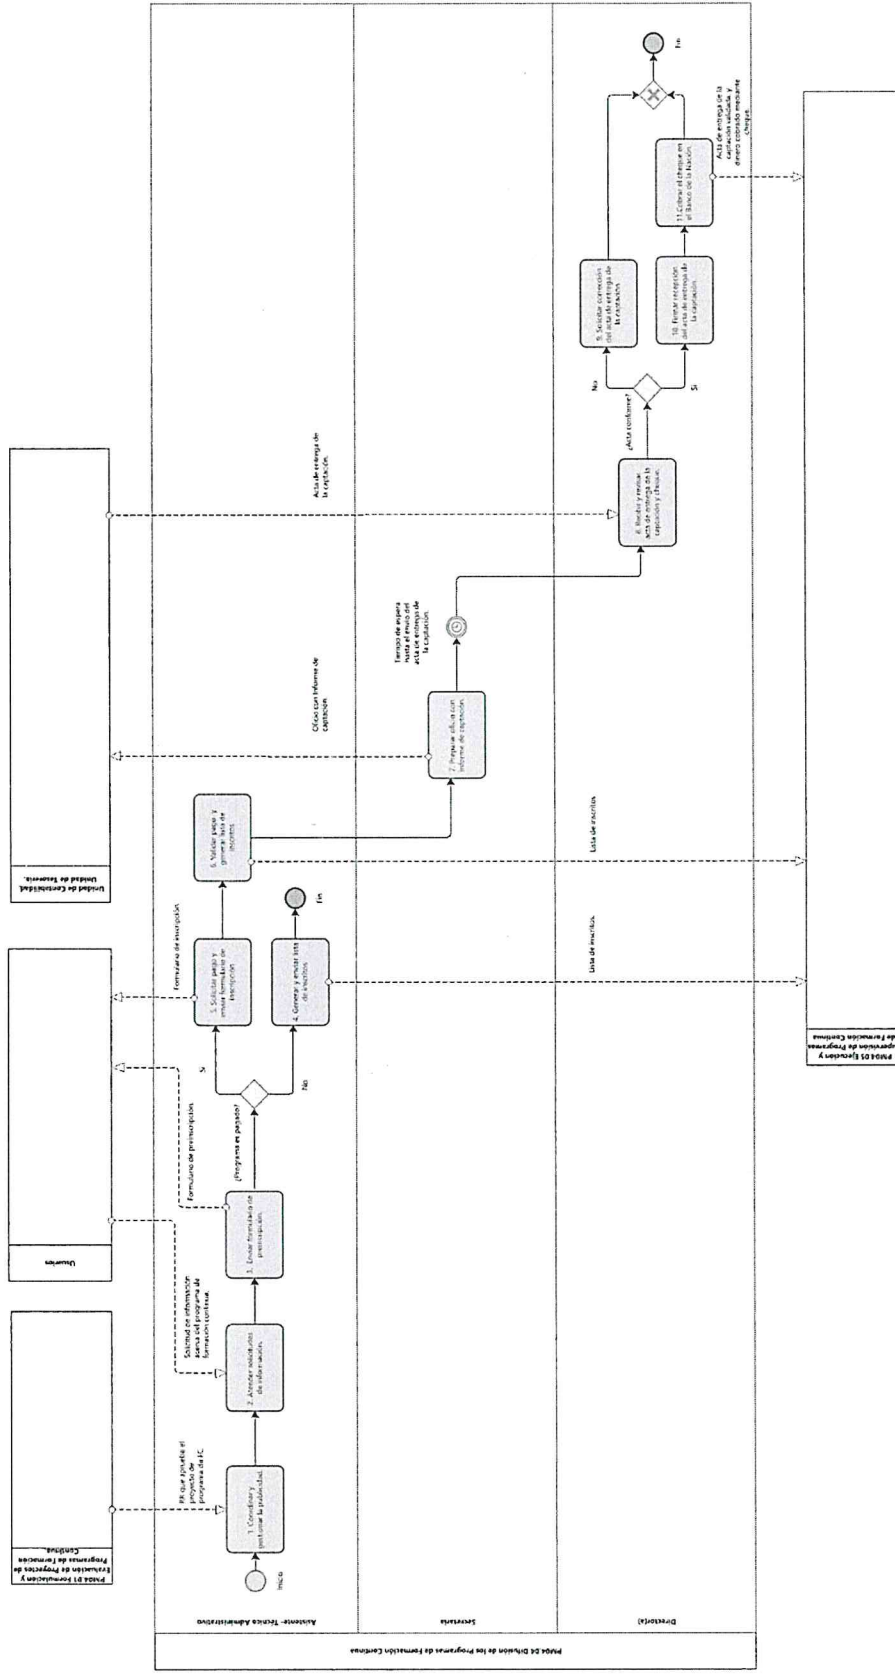 PM04.01 Formulación y
Evaluación de Proyectos de
Programas de Formación
Continua.
Usuarios
Unidad de Contabilidad.
Unidad de Tesorería.
PM04.04 Difusión de los Programas de Formación Continua
Asistente- Técnico Administrativo
Inicio
1. Coordinar y
gestionar la publicidad.
RR que aprueba el
proyecto de
programa de FC.
2. Atender solicitudes
de información.
Solicitud de información
acerca del programa de
formación continua.
3. Enviar formulario de
preinscripción.
Formulario de preinscripción.
¿Programa es pagado?
Si
No
5. Solicitar pago y
enviar formulario de
inscripción
Formulario de inscripción
4. Generar y enviar lista
de inscritos
Fin
Lista de inscritos
6. Validar pago y
generar lista de
inscritos
Lista de inscritos
Secretaria
7. Preparar oficio con
informe de captación
Oficio con Informe de
captación
Tiempo de espera
hasta el envío del
acta de entrega de
la captación.
Director(a)
8. Recibir y revisar
acta de entrega de la
captación y cheque.
Acta de entrega de
la captación.
¿Acta conforme?
No
Si
9. Solicitar corrección
del acta de entrega de
la captación
10. Firmar recepción
del acta de entrega de
la captación.
11.Cobrar el cheque en
el Banco de la Nación.
Fin
Acta de entrega de la
captación validada y
dinero cobrado mediante
cheque.
PM04.05 Ejecución y
Supervisión de Programas
de Formación Continua